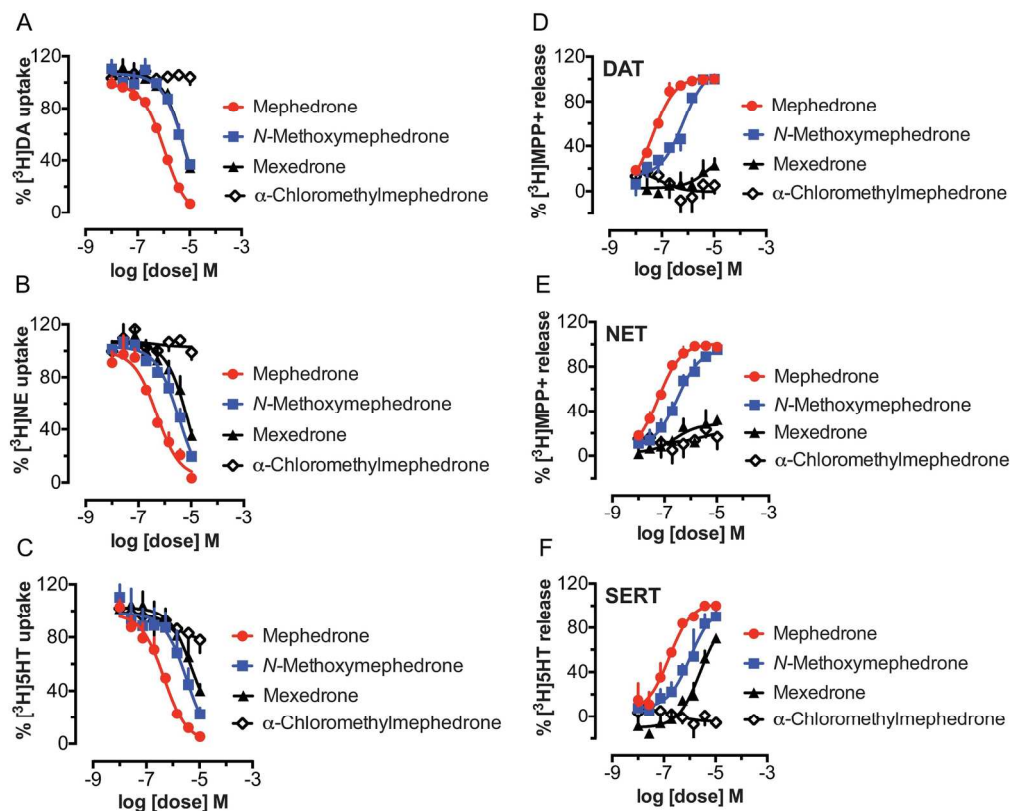 A
% [³H]DA uptake
120
80
40
0
-9
-7
-5
-3
log [dose] M
Mephedrone
N-Methoxymephedrone
Mexedrone
α-Chloromethylmephedrone
B
% [³H]NE uptake
120
80
40
0
-9
-7
-5
-3
log [dose] M
Mephedrone
N-Methoxymephedrone
Mexedrone
α-Chloromethylmephedrone
C
% [³H]5HT uptake
120
80
40
0
-9
-7
-5
-3
log [dose] M
Mephedrone
N-Methoxymephedrone
Mexedrone
α-Chloromethylmephedrone
D
DAT
% [³H]MPP+ release
120
80
40
0
-9
-7
-5
-3
log [dose] M
Mephedrone
N-Methoxymephedrone
Mexedrone
α-Chloromethylmephedrone
E
NET
% [³H]MPP+ release
120
80
40
0
-9
-7
-5
-3
log [dose] M
Mephedrone
N-Methoxymephedrone
Mexedrone
α-Chloromethylmephedrone
F
SERT
% [³H]5HT release
120
80
40
0
-9
-7
-5
-3
log [dose] M
Mephedrone
N-Methoxymephedrone
Mexedrone
α-Chloromethylmephedrone